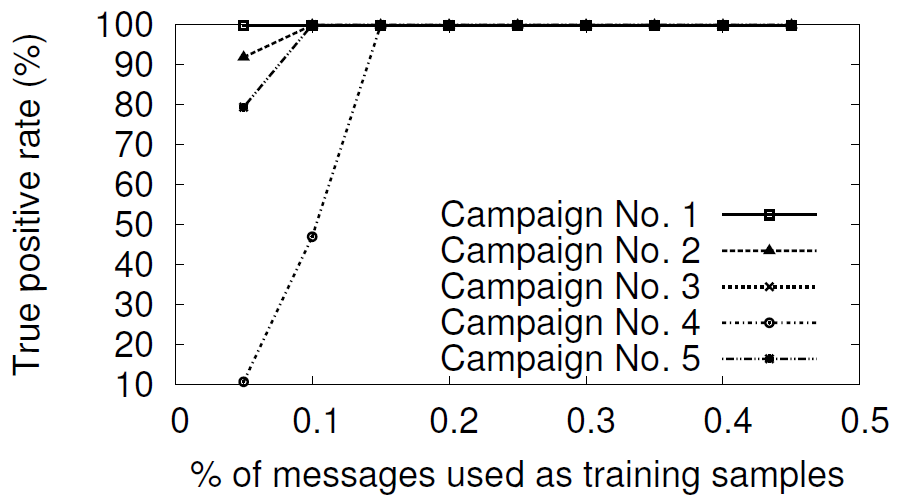 True positive rate (%)
100
90
80
70
60
50
40
30
20
10
Campaign No. 1
Campaign No. 2
Campaign No. 3
Campaign No. 4
Campaign No. 5
0 0.1 0.2 0.3 0.4 0.5
% of messages used as training samples